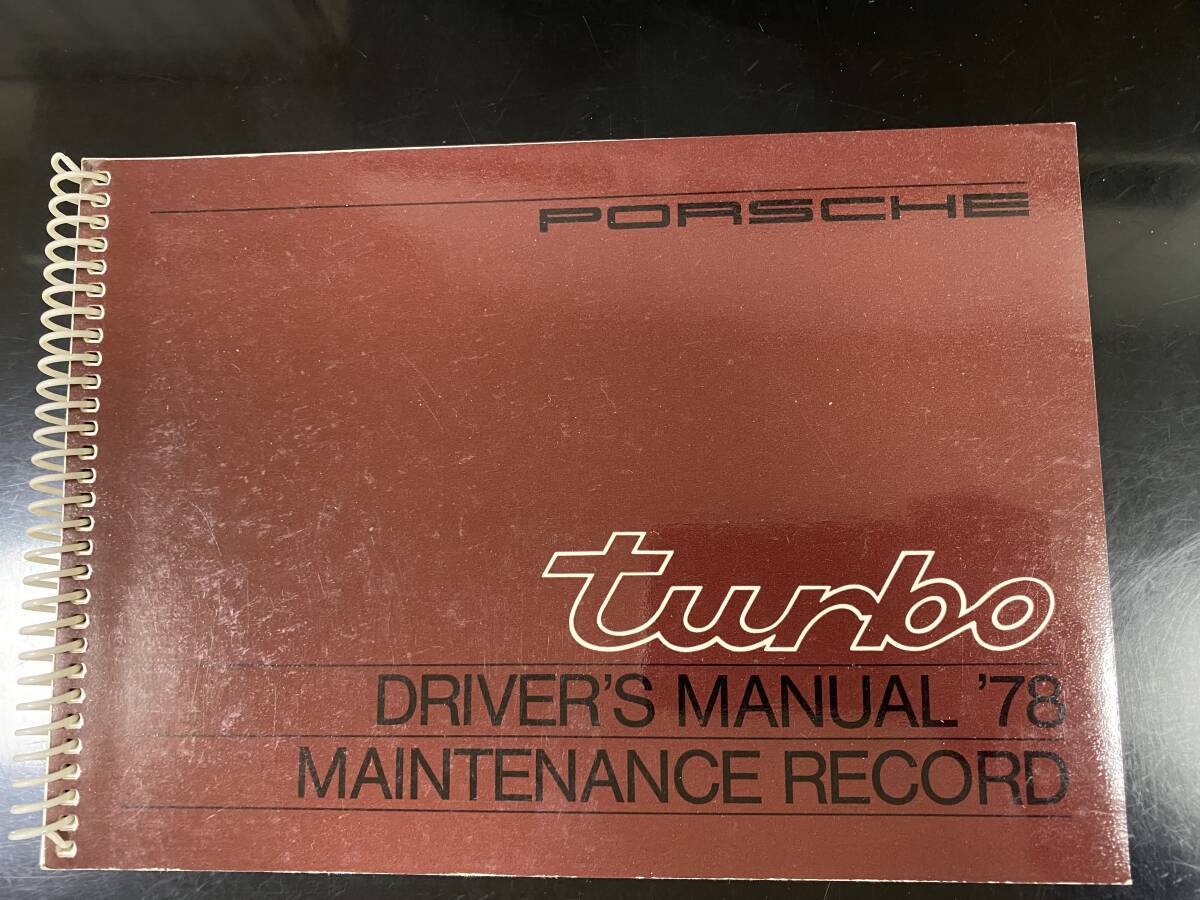 PORSCHE
turbo
DRIVER'S MANUAL '78
MAINTENANCE RECORD